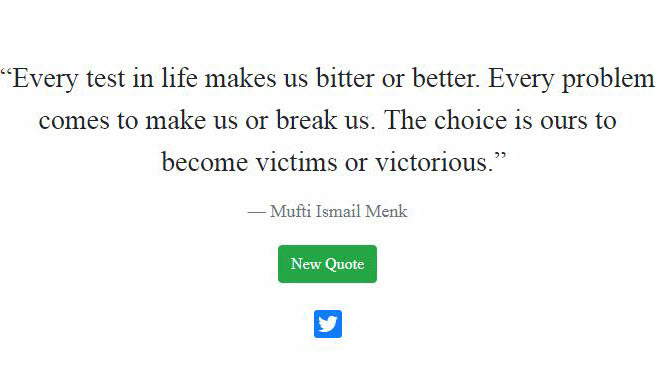 “Every test in life makes us bitter or better. Every problem
comes to make us or break us. The choice is ours to
become victims or victorious.”
— Mufti Ismail Menk
New Quote